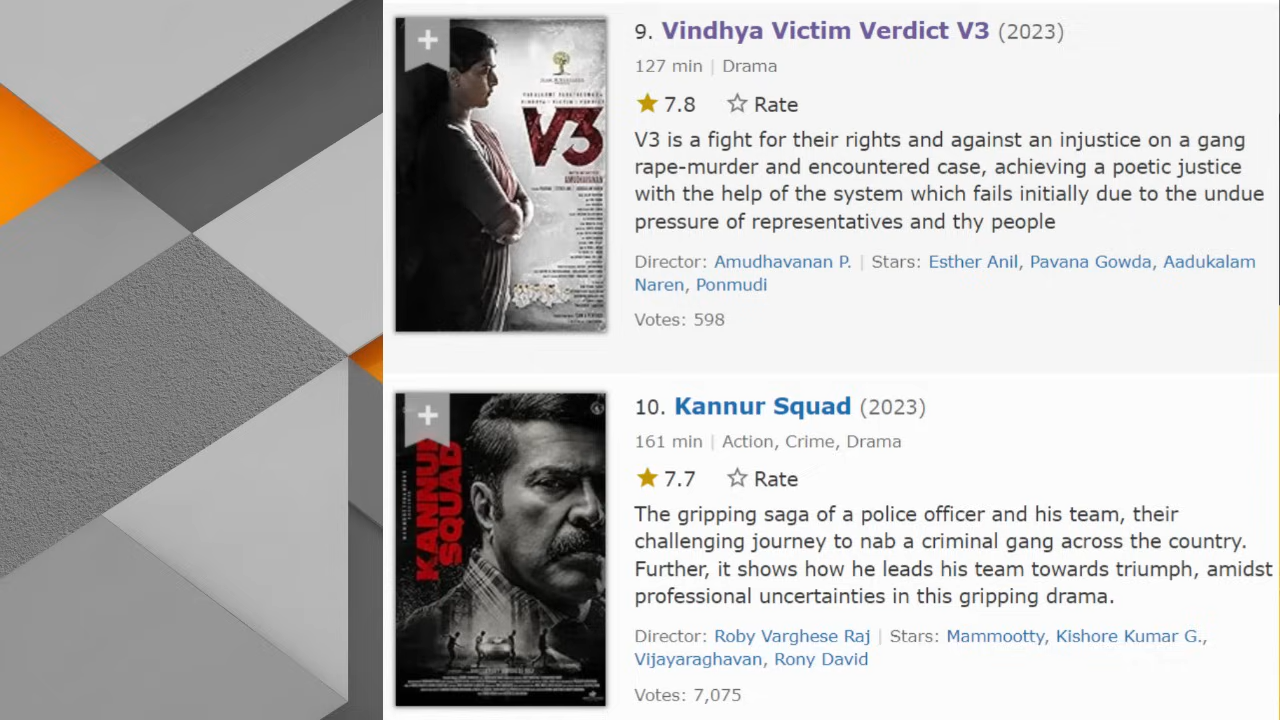 9. Vindhya Victim Verdict V3 (2023)
127 min | Drama
7.8 Rate
V3 is a fight for their rights and against an injustice on a gang
rape-murder and encountered case, achieving a poetic justice
with the help of the system which fails initially due to the undue
pressure of representatives and thy people
Director: Amudhavanan P. | Stars: Esther Anil, Pavana Gowda, Aadukalam
Naren, Ponmudi
Votes: 598
VINDHYA : VICTIM : VERDICT
V3
10. Kannur Squad (2023)
161 min | Action, Crime, Drama
7.7 Rate
The gripping saga of a police officer and his team, their
challenging journey to nab a criminal gang across the country.
Further, it shows how he leads his team towards triumph, amidst
professional uncertainties in this gripping drama.
Director: Roby Varghese Raj | Stars: Mammootty, Kishore Kumar G.,
Vijayaraghavan, Rony David
Votes: 7,075
KANNUR
SQUAD